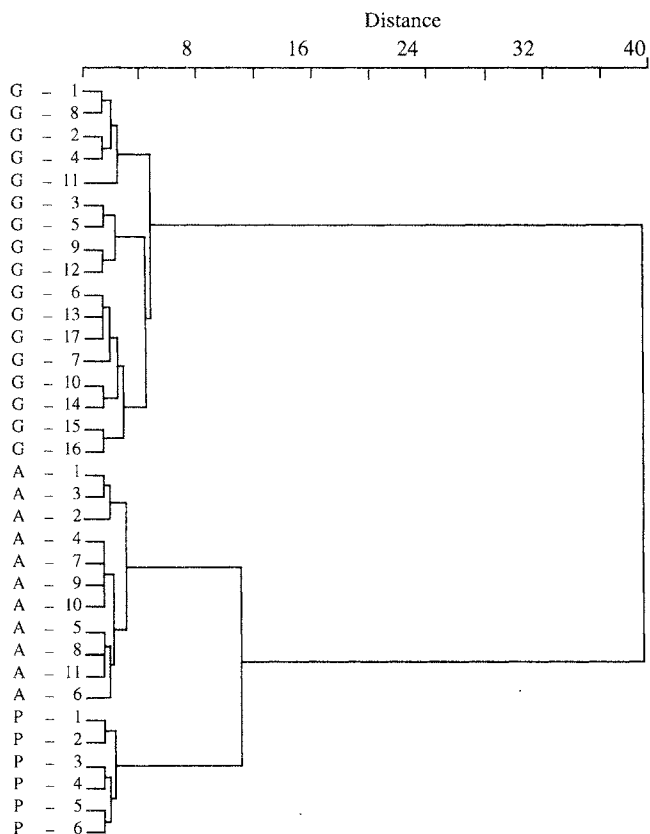 Distance
8 16 24 32 40
G – 1
G – 8
G – 2
G – 4
G – 11
G – 3
G – 5
G – 9
G – 12
G – 6
G – 13
G – 17
G – 7
G – 10
G – 14
G – 15
G – 16
A – 1
A – 3
A – 2
A – 4
A – 7
A – 9
A – 10
A – 5
A – 8
A – 11
A – 6
P – 1
P – 2
P – 3
P – 4
P – 5
P – 6